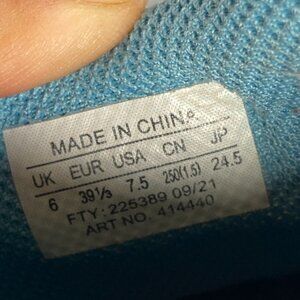 MADE IN CHINA
UK EUR USA CN JP
6 39⅓ 7.5 250(1.5) 24.5
FTY: 225389 09/21
ART NO. 414440